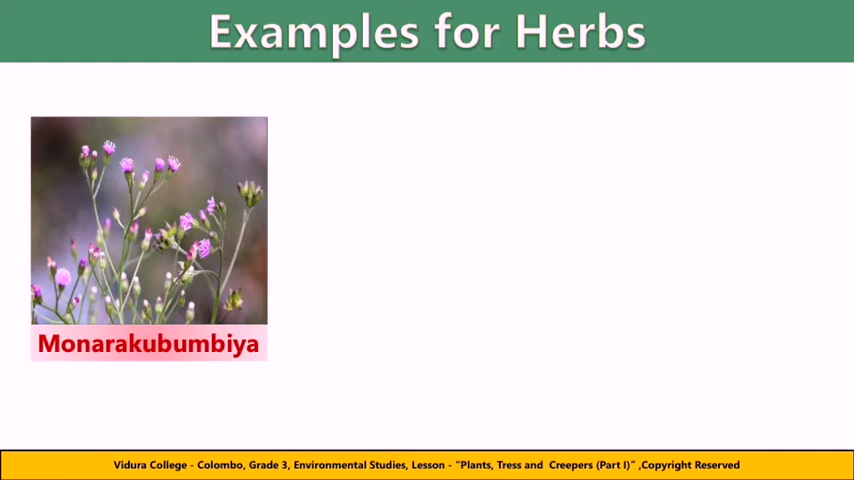 Examples for Herbs
Monarakubumbiya
Vidura College - Colombo, Grade 3, Environmental Studies, Lesson - “Plants, Tress and Creepers (Part I)” ,Copyright Reserved